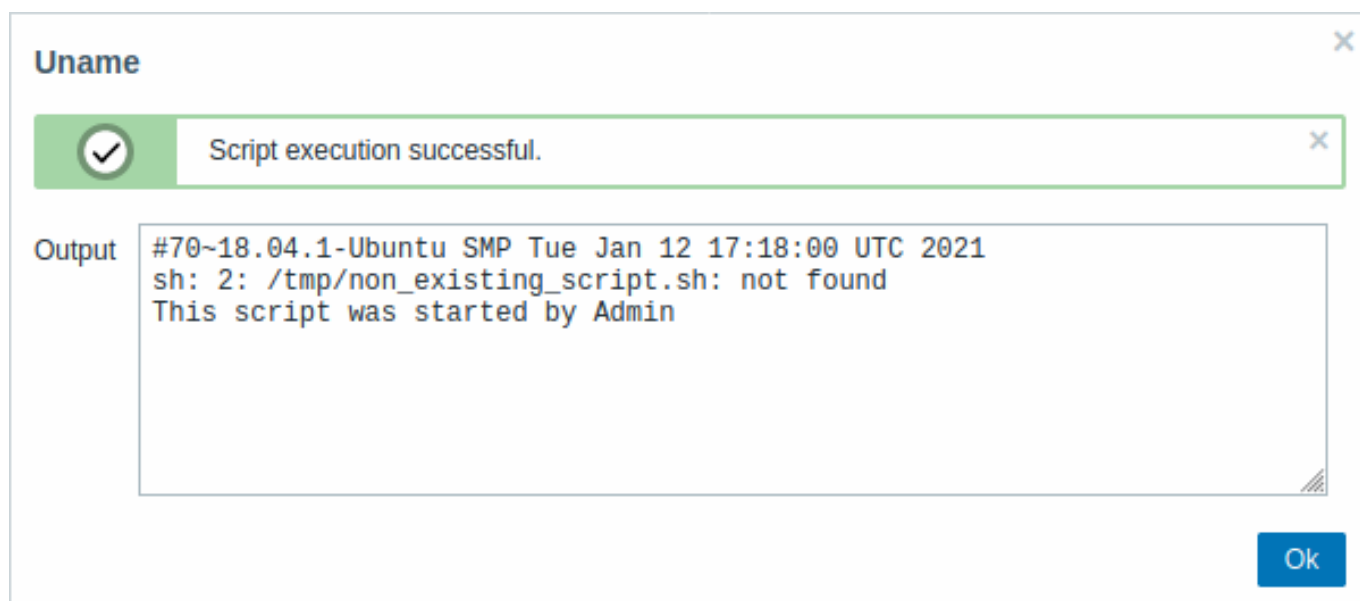 Uname
Script execution successful.
Output
#70~18.04.1-Ubuntu SMP Tue Jan 12 17:18:00 UTC 2021
sh: 2: /tmp/non_existing_script.sh: not found
This script was started by Admin
Ok